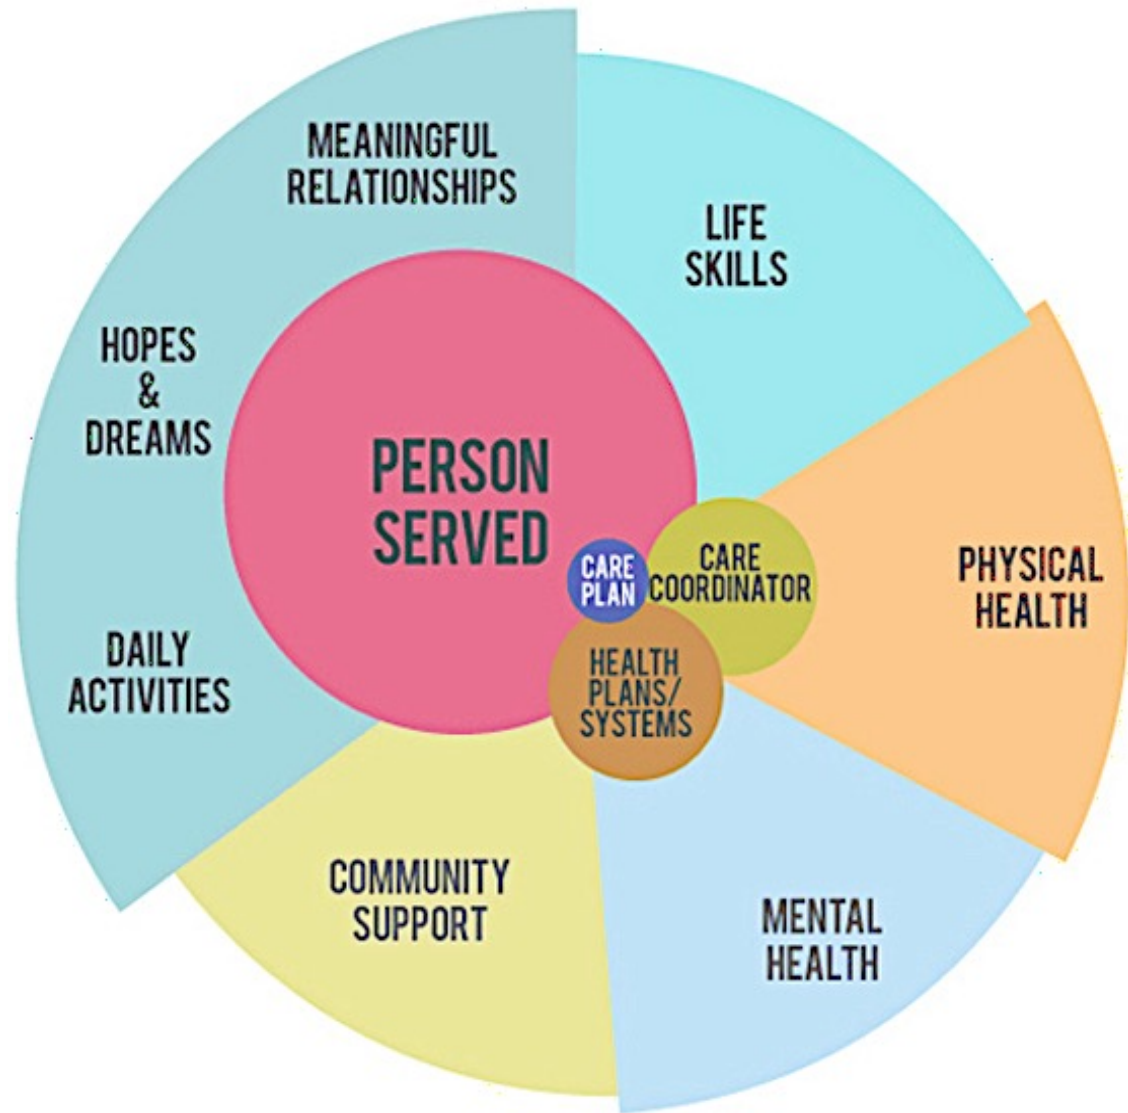 MEANINGFUL
RELATIONSHIPS
LIFE
SKILLS
HOPES
&
DREAMS
PERSON
SERVED
CARE
PLAN
CARE
COORDINATOR
PHYSICAL
HEALTH
DAILY
ACTIVITIES
HEALTH
PLANS/
SYSTEMS
COMMUNITY
SUPPORT
MENTAL
HEALTH